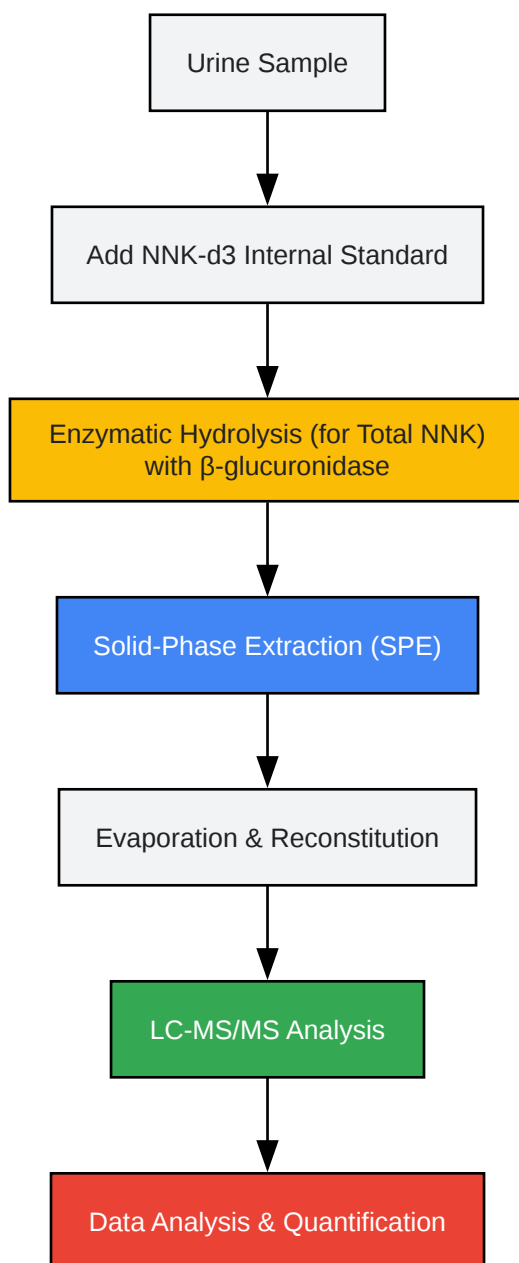 Urine Sample
Add NNK-d3 Internal Standard
Enzymatic Hydrolysis (for Total NNK)
with β-glucuronidase
Solid-Phase Extraction (SPE)
Evaporation & Reconstitution
LC-MS/MS Analysis
Data Analysis & Quantification